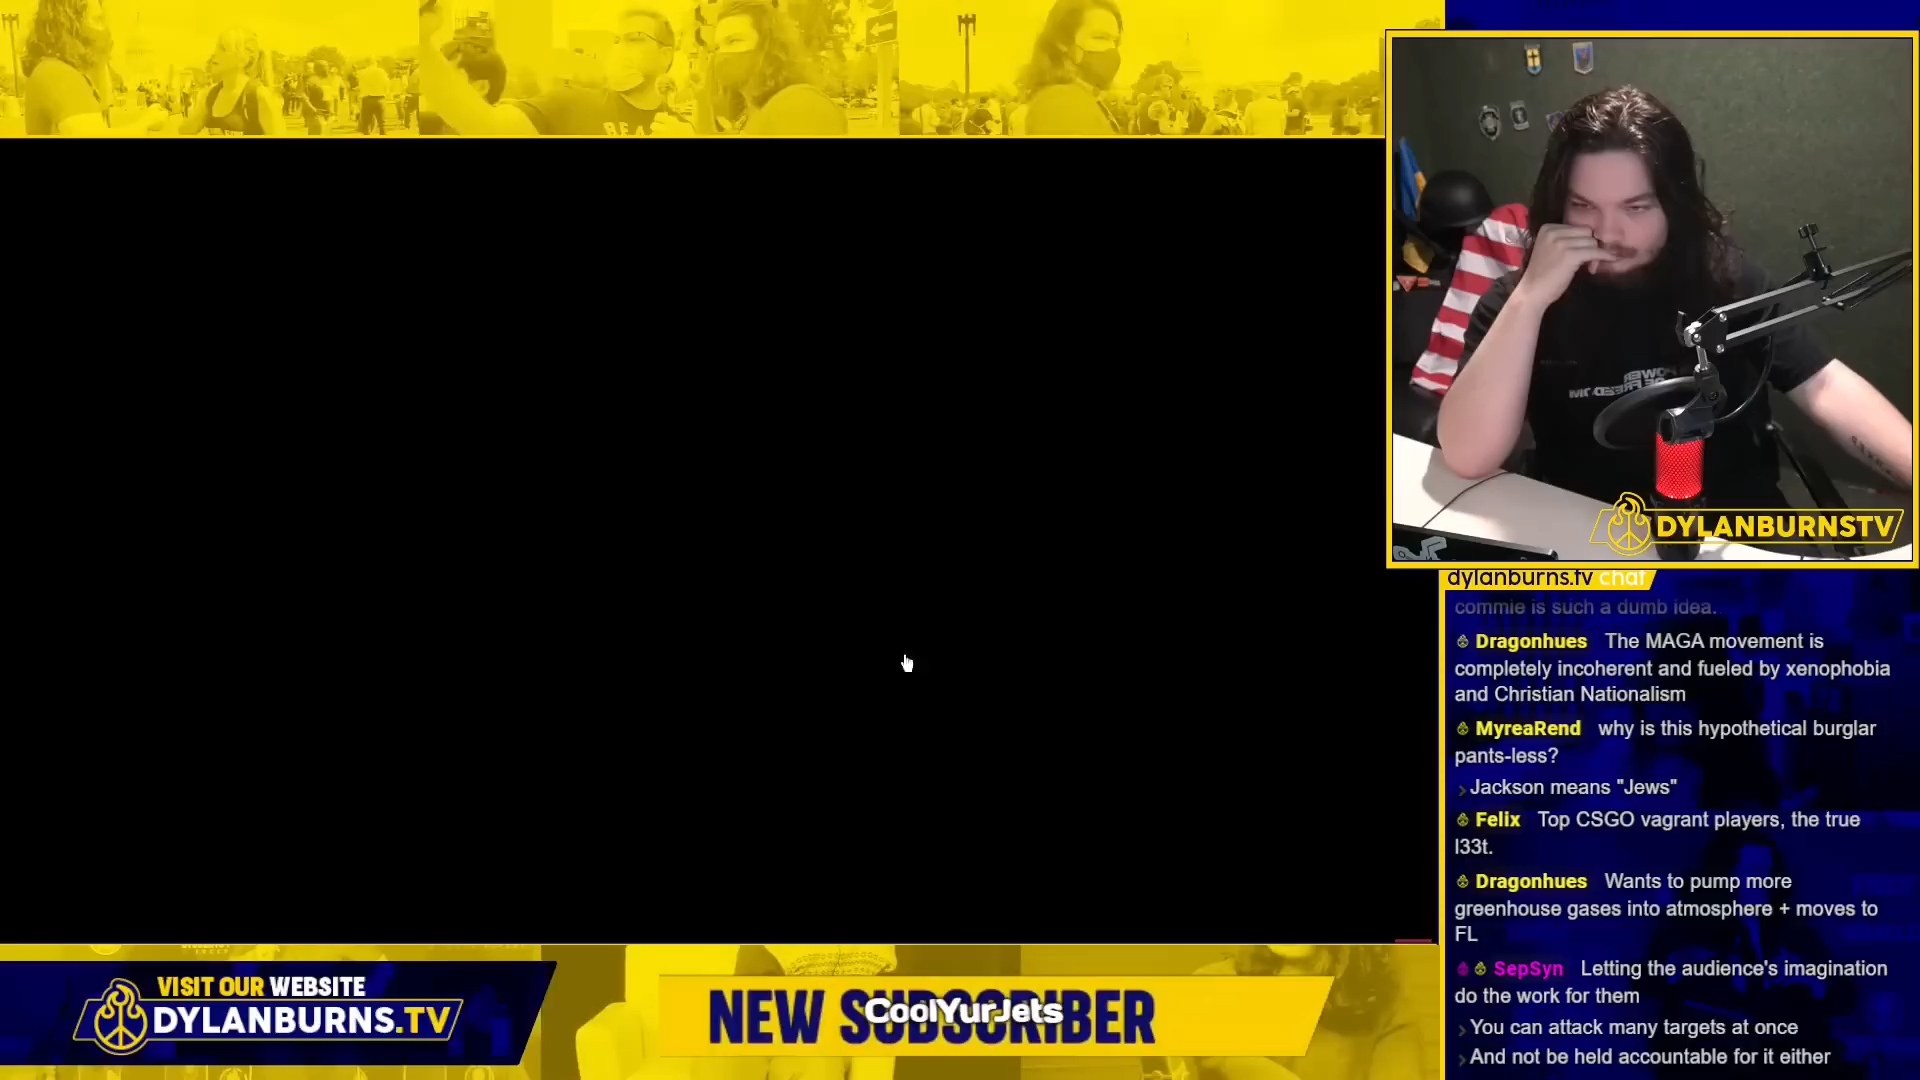 DYLANBURNSTV
dylanburns.tv chat
commie is such a dumb idea.
Dragonhues The MAGA movement is
completely incoherent and fueled by xenophobia
and Christian Nationalism
MyreaRend why is this hypothetical burglar
pants-less?
Jackson means "Jews"
Felix Top CSGO vagrant players, the true
l33t.
Dragonhues Wants to pump more
greenhouse gases into atmosphere + moves to
FL
SepSyn Letting the audience's imagination
do the work for them
You can attack many targets at once
And not be held accountable for it either
VISIT OUR WEBSITE
DYLANBURNS.TV
NEW SUBSCRIBER
CoolYurJets